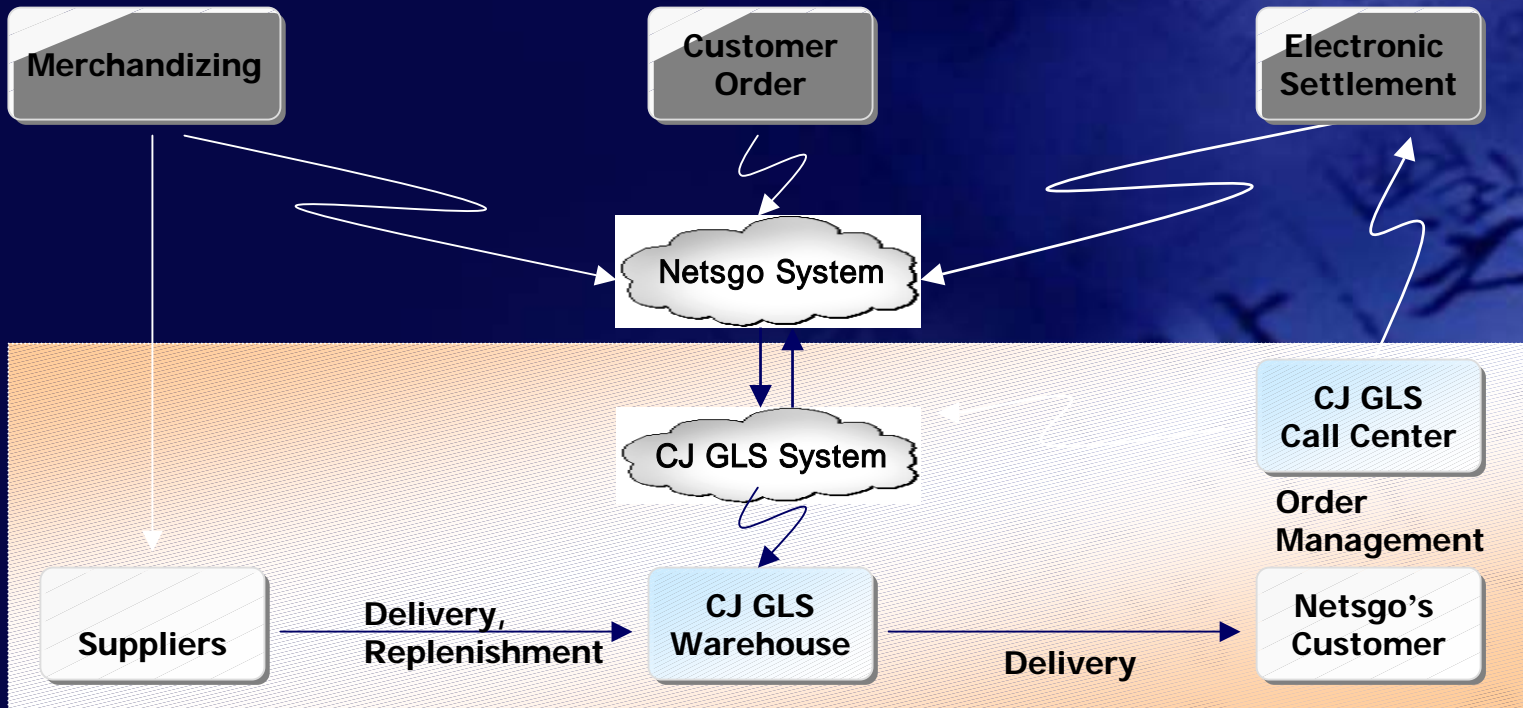 Merchandizing
Customer
Order
Electronic
Settlement
Netsgo System
CJ GLS System
CJ GLS
Call Center
Order
Management
Suppliers
Delivery,
Replenishment
CJ GLS
Warehouse
Delivery
Netsgo’s
Customer